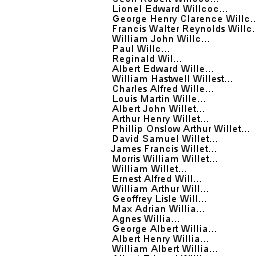 Cecil Robert Willcoc...
Lionel Edward Willcoc...
George Henry Clarence Willc..
Francis Walter Reynolds Willc.
William John Willc...
Paul Willc...
Reginald Wil...
Albert Edward Wille...
William Hastwell Willest...
Charles Alfred Wille...
Louis Martin Wille...
Albert John Willet...
Arthur Henry Willet...
Phillip Onslow Arthur Willet...
David Samuel Willet...
James Francis Willet...
Morris William Willet...
William Willet...
Ernest Alfred Will...
William Arthur Will...
Geoffrey Lisle Will...
Max Adrian Willia...
Agnes Willia...
George Albert Willia...
Albert Henry Willia...
William Albert Willia...